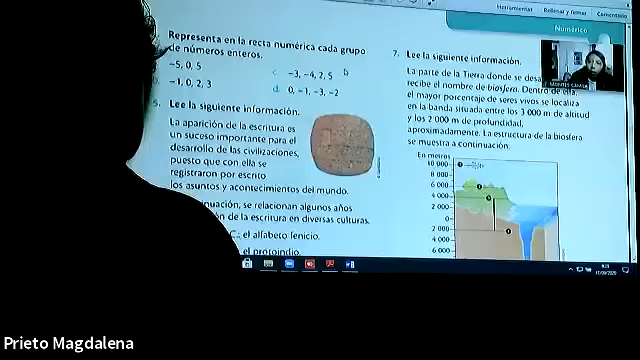 Herramientas Rellenar y firmar Comentario
Numérico
Representa en la recta numérica cada grupo
de números enteros.
−5, 0, 5
c. −3, −4, 2, 5
−1, 0, 2, 3
d. 0, −1, −3, −2
5. Lee la siguiente información.
La aparición de la escritura es
un suceso importante para el
desarrollo de las civilizaciones,
puesto que con ella se
registraron por escrito
los asuntos y acontecimientos del mundo.
nuación, se relacionan algunos años
ón de la escritura en diversas culturas.
C.: el alfabeto fenicio.
el protoindio.
7. Lee la siguiente información.
La parte de la Tierra donde se desa
recibe el nombre de biosfera. Dentro de ella,
el mayor porcentaje de seres vivos se localiza
en la banda situada entre los 3 000 m de altitud
y los 2 000 m de profundidad,
aproximadamente. La estructura de la biosfera
se muestra a continuación.
En metros
10 000
8 000
6 000
4 000
2 000
0
2 000
4 000
6 000
Prieto Magdalena